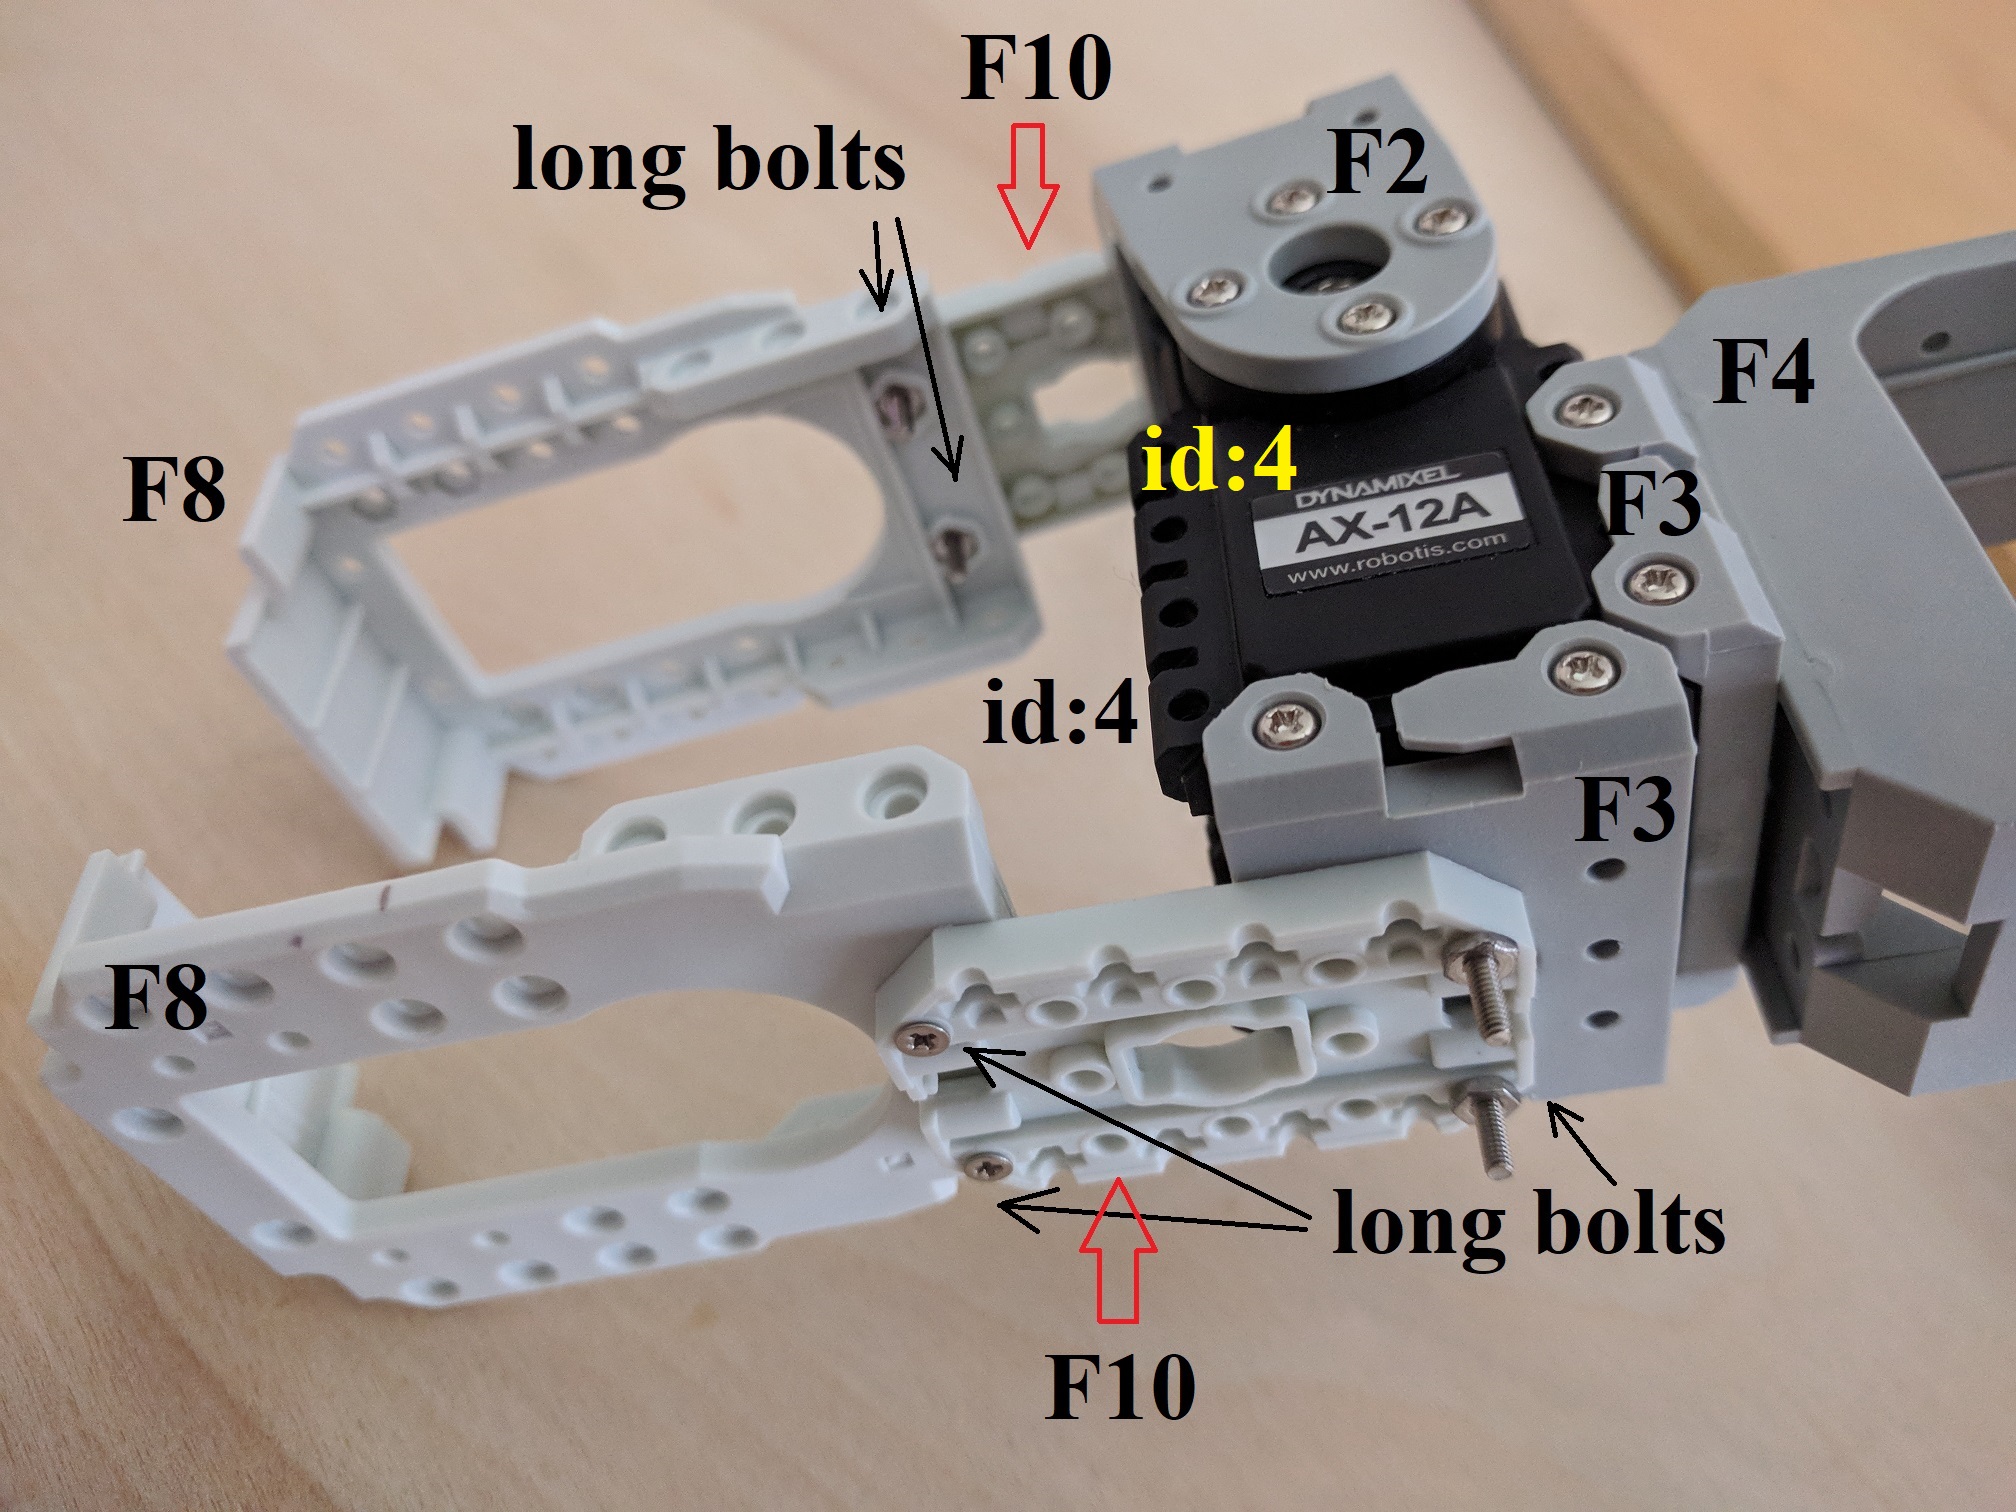 F10
long bolts
F2
F4
F8
id:4
DYNAMIXEL
AX-12A
www.robotis.com
F3
id:4
F3
F8
long bolts
F10